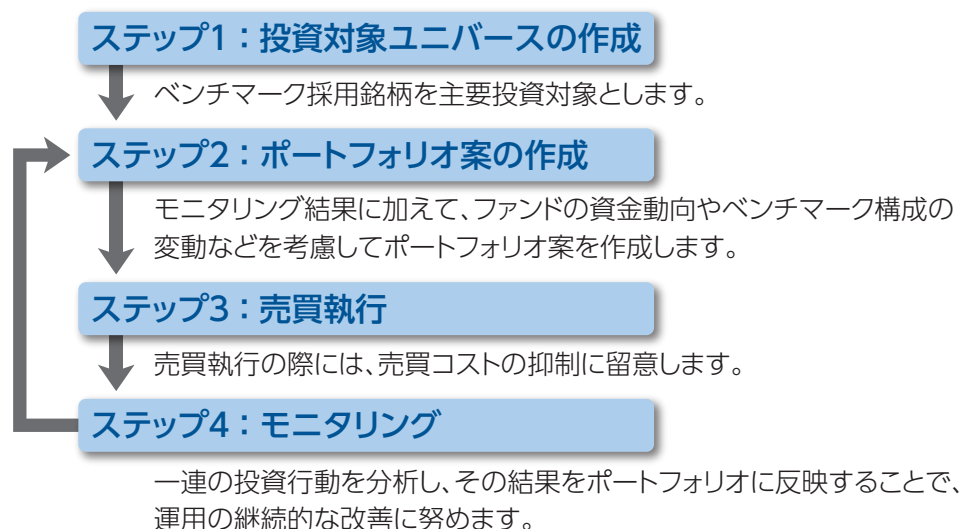 ステップ1：投資対象ユニバースの作成
ベンチマーク採用銘柄を主要投資対象とします。
ステップ2：ポートフォリオ案の作成
モニタリング結果に加えて、ファンドの資金動向やベンチマーク構成の
変動などを考慮してポートフォリオ案を作成します。
ステップ3：売買執行
売買執行の際には、売買コストの抑制に留意します。
ステップ4：モニタリング
一連の投資行動を分析し、その結果をポートフォリオに反映することで、
運用の継続的な改善に努めます。